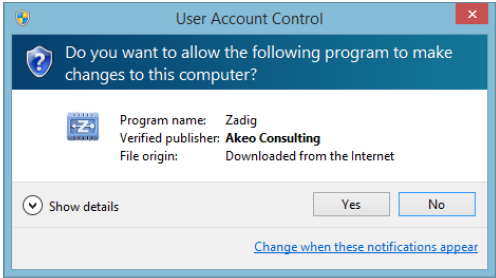 User Account Control
Do you want to allow the following program to make
changes to this computer?
Program name: Zadig
Verified publisher: Akeo Consulting
File origin: Downloaded from the Internet
Show details
Yes
No
Change when these notifications appear